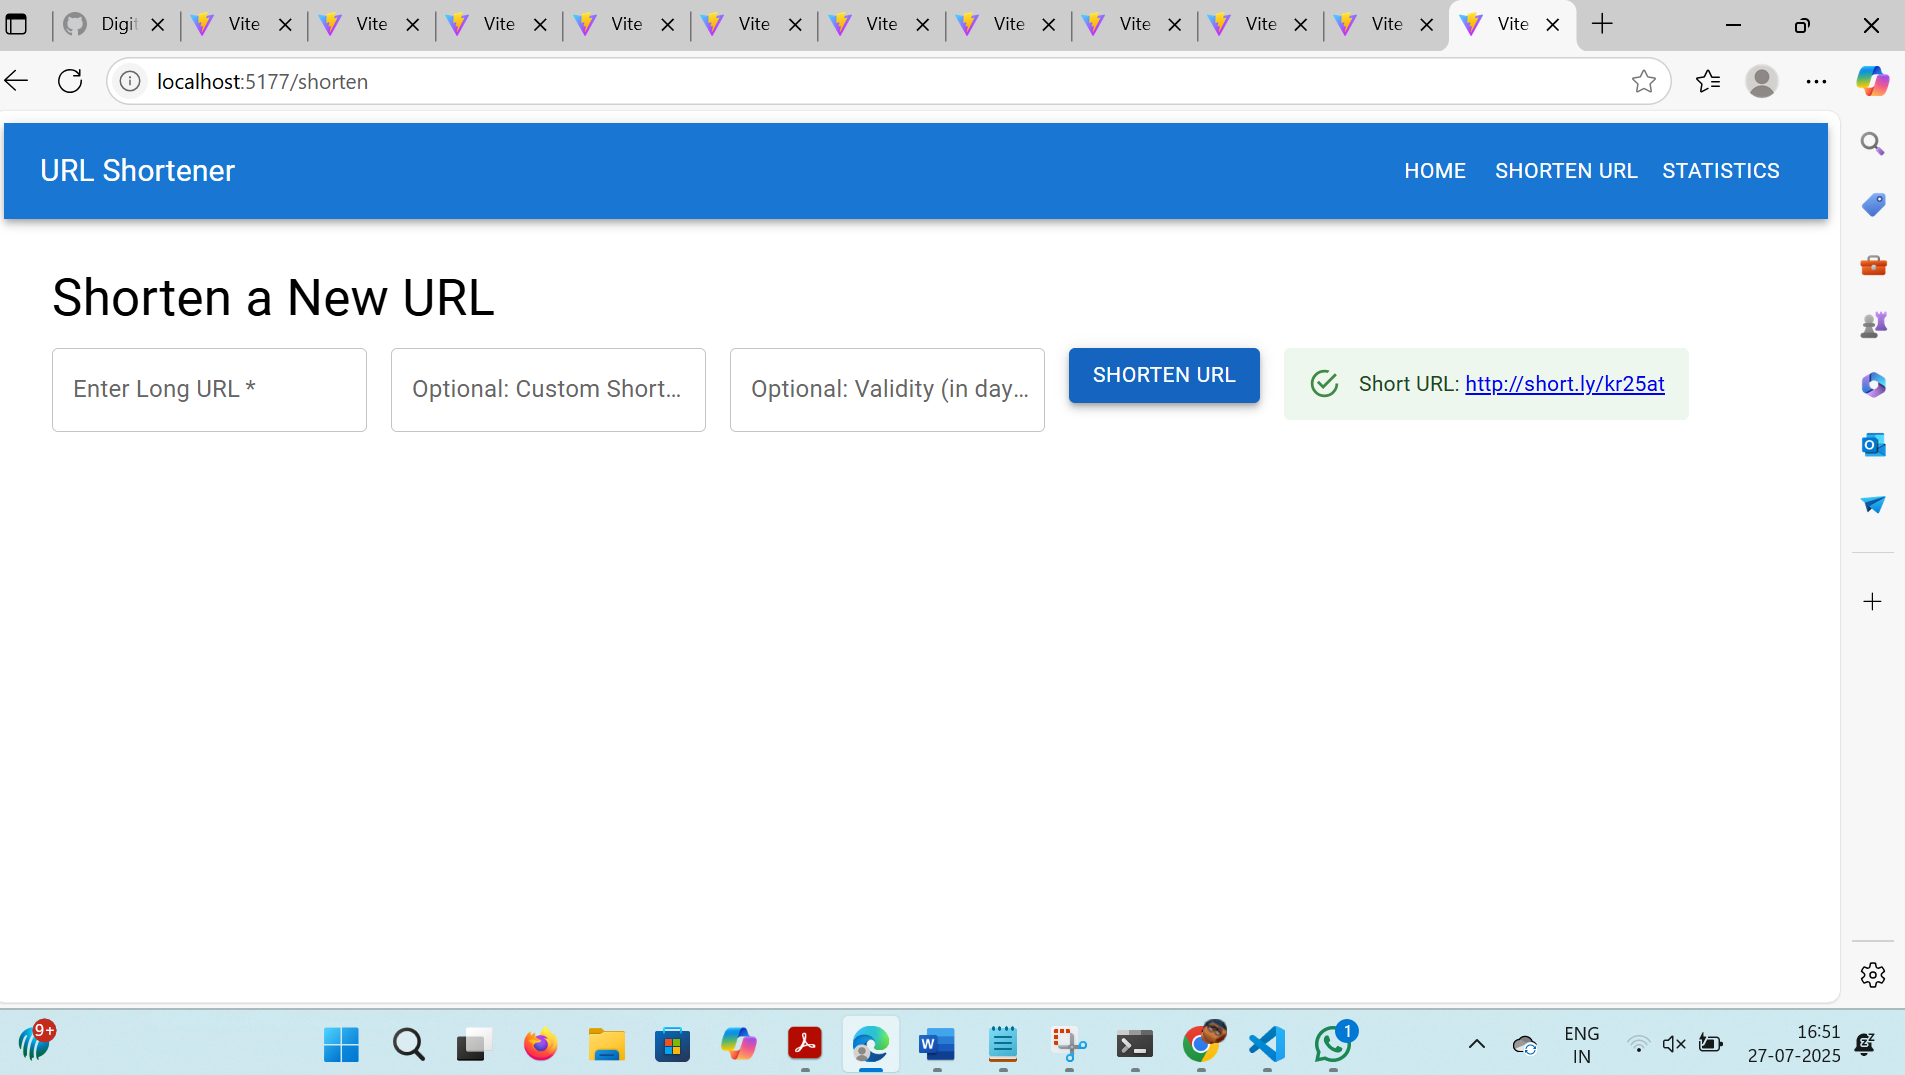 Digit
Vite
Vite
Vite
Vite
Vite
Vite
Vite
Vite
Vite
Vite
Vite
localhost:5177/shorten
URL Shortener
HOME
SHORTEN URL
STATISTICS
Shorten a New URL
Enter Long URL *
Optional: Custom Short...
Optional: Validity (in day...
SHORTEN URL
Short URL: http://short.ly/kr25at
9+
1
ENG
IN
16:51
27-07-2025